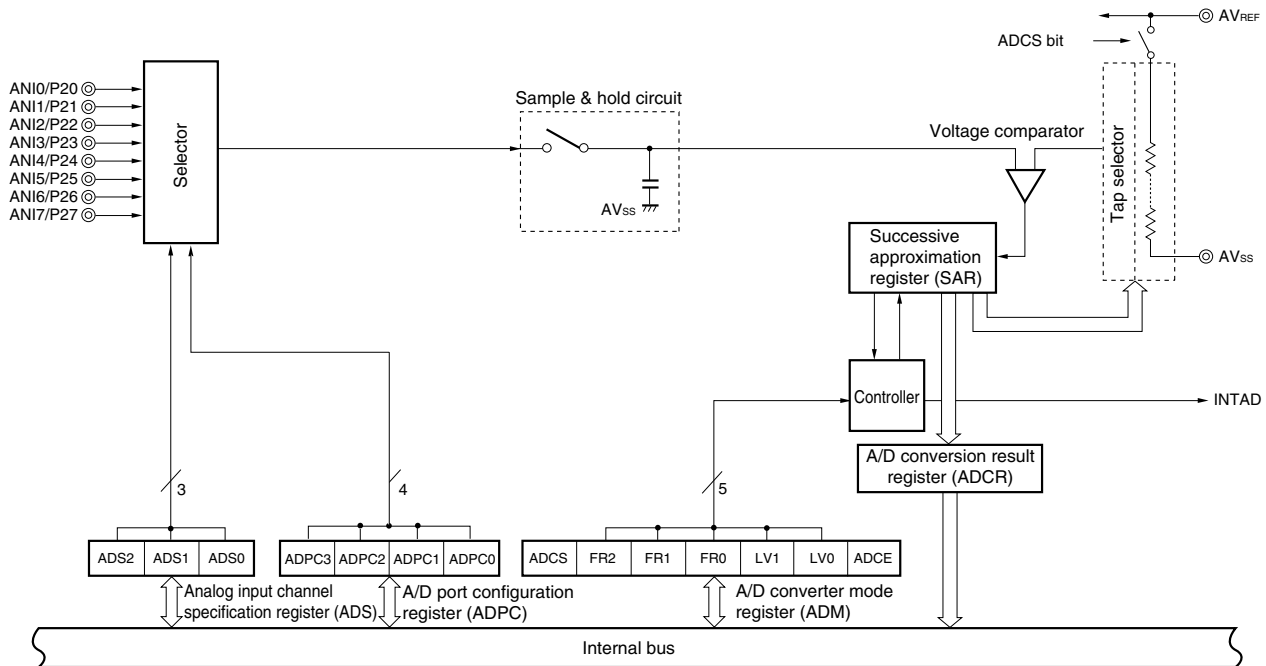 AVREF
ADCS bit
ANI0/P20
ANI1/P21
ANI2/P22
ANI3/P23
ANI4/P24
ANI5/P25
ANI6/P26
ANI7/P27
Selector
Sample & hold circuit
AVSS
Voltage comparator
Tap selector
AVSS
Successive
approximation
register (SAR)
Controller
INTAD
A/D conversion result
register (ADCR)
3
4
5
ADS2 ADS1 ADS0
ADPC3 ADPC2 ADPC1 ADPC0
ADCS FR2 FR1 FR0 LV1 LV0 ADCE
Analog input channel
specification register (ADS)
A/D port configuration
register (ADPC)
A/D converter mode
register (ADM)
Internal bus